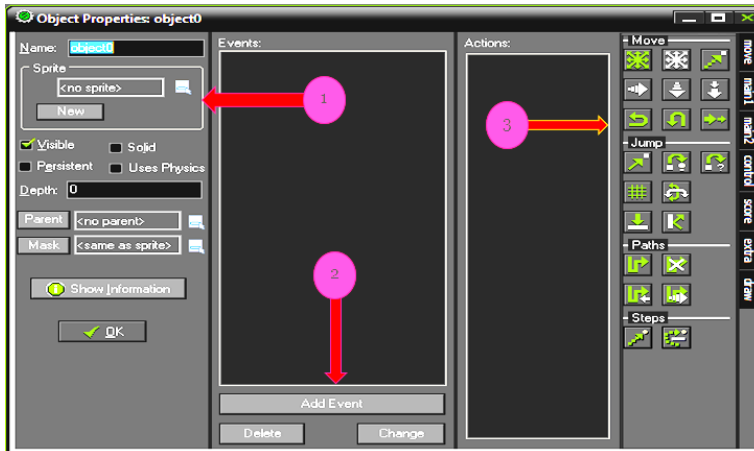 Object Properties: object0
Name: object0
Sprite
<no sprite>
New
Visible
Solid
Persistent
Uses Physics
Depth: 0
Parent <no parent>
Mask <same as sprite>
Show Information
OK
Events:
1
2
Add Event
Delete
Change
Actions:
3
Move
Jump
Paths
Steps
move
main1
main2
control
score
extra
draw